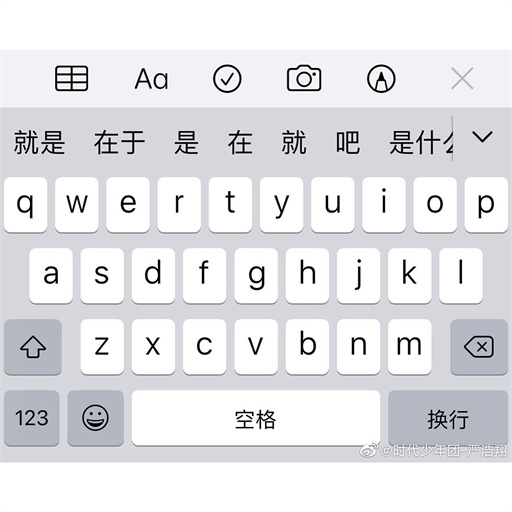 Aa
就是 在于 是 在 就 吧 是什么
q w e r t y u i o p
a s d f g h j k l
z x c v b n m
123 空格 换行
@时代少年团-严浩翔